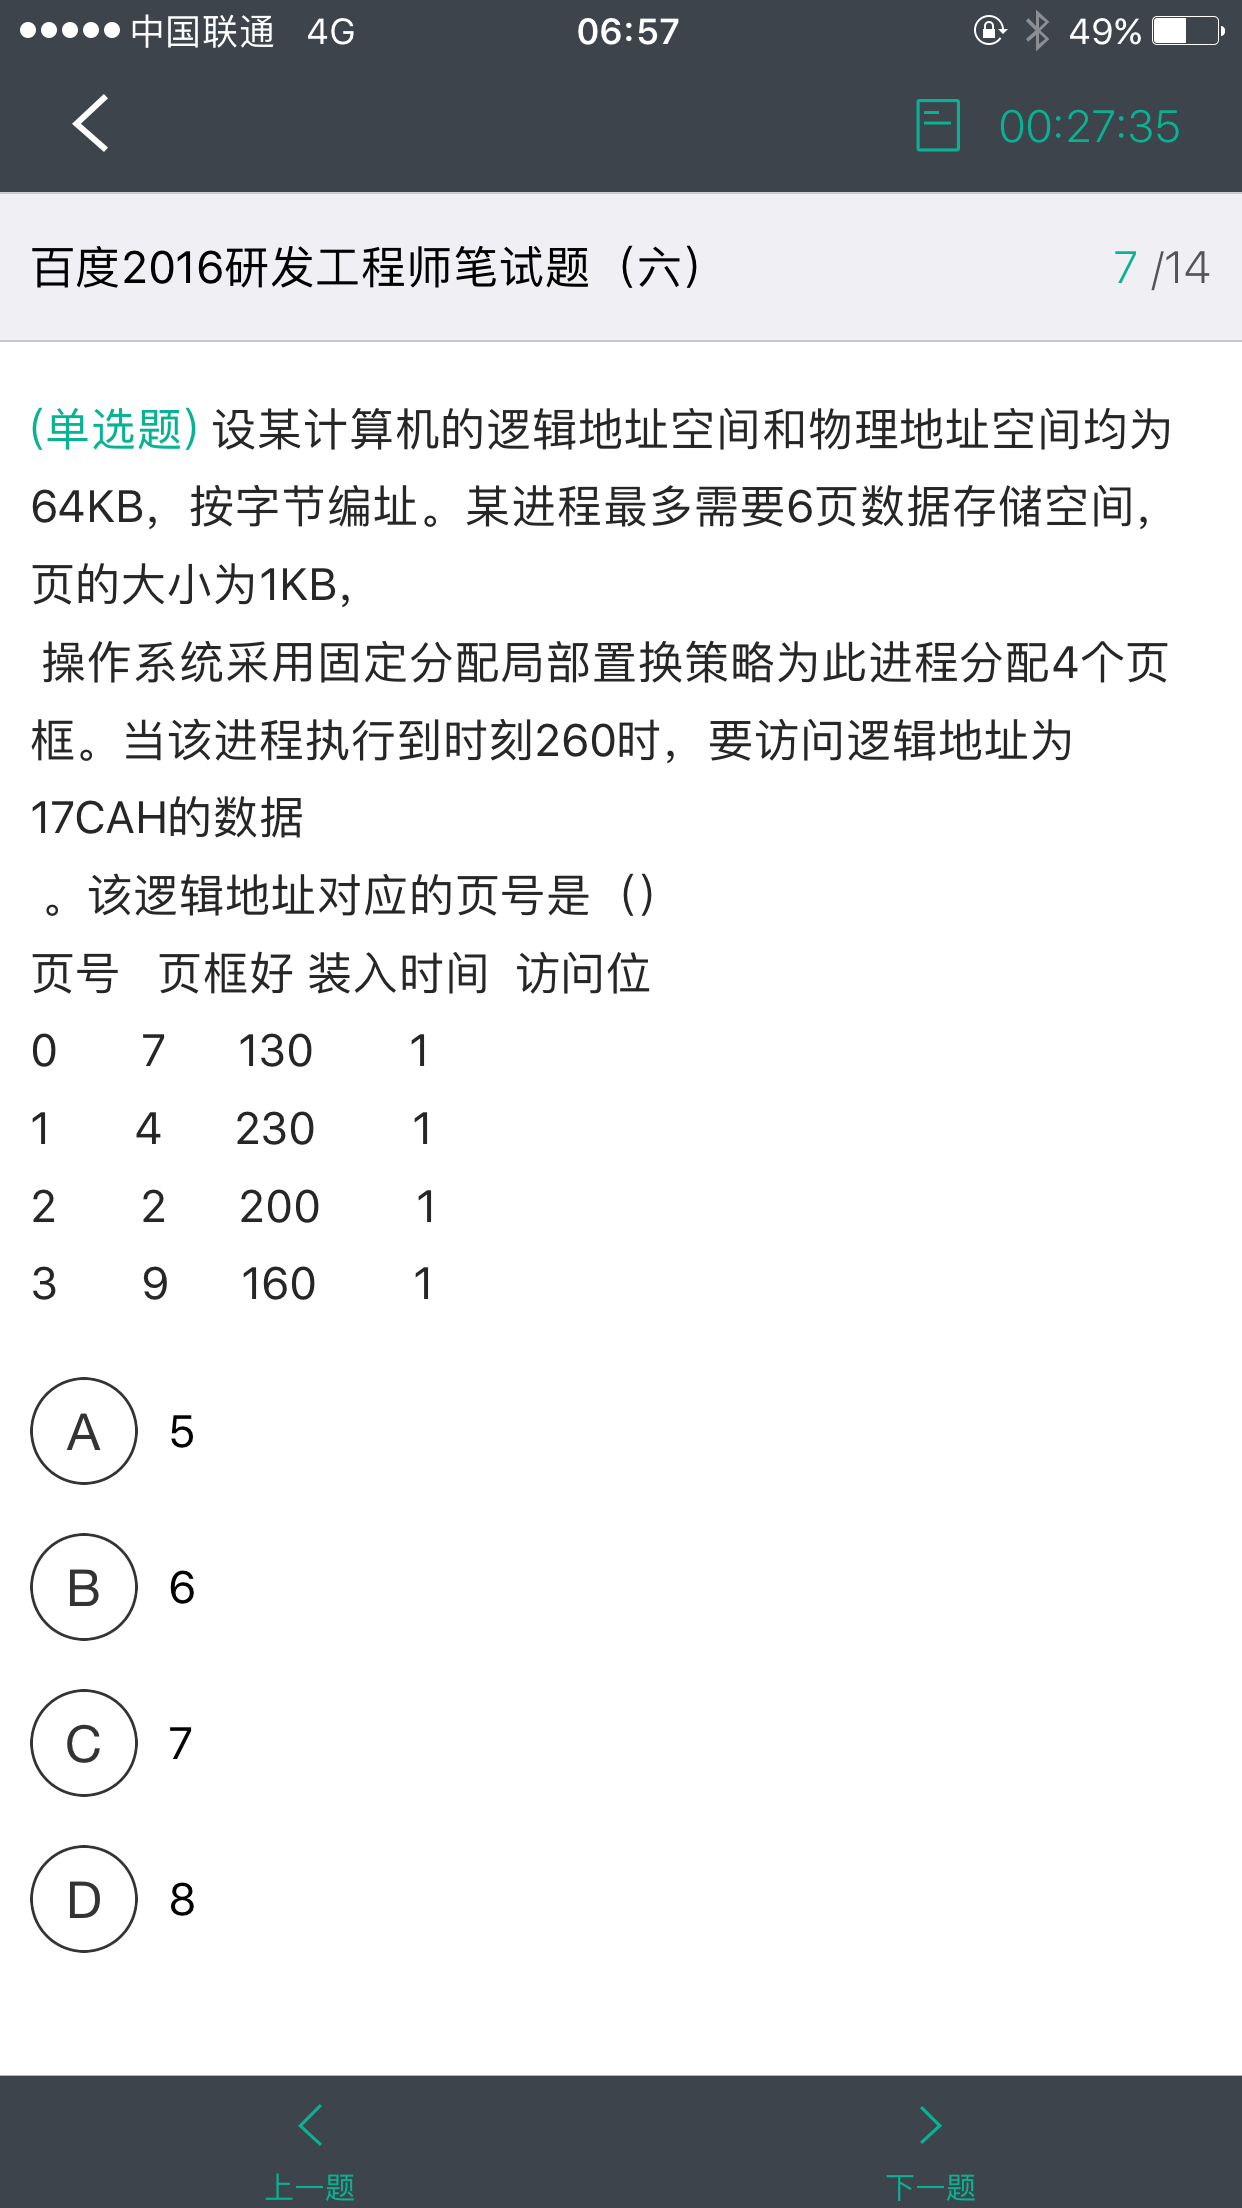 中国联通 4G 06:57 49%
00:27:35
百度2016研发工程师笔试题（六） 7 /14
(单选题) 设某计算机的逻辑地址空间和物理地址空间均为
64KB，按字节编址。某进程最多需要6页数据存储空间，
页的大小为1KB，
操作系统采用固定分配局部置换策略为此进程分配4个页
框。当该进程执行到时刻260时，要访问逻辑地址为
17CAH的数据
。该逻辑地址对应的页号是（）
页号 页框好 装入时间 访问位
0 7 130 1
1 4 230 1
2 2 200 1
3 9 160 1
A 5
B 6
C 7
D 8
上一题 下一题